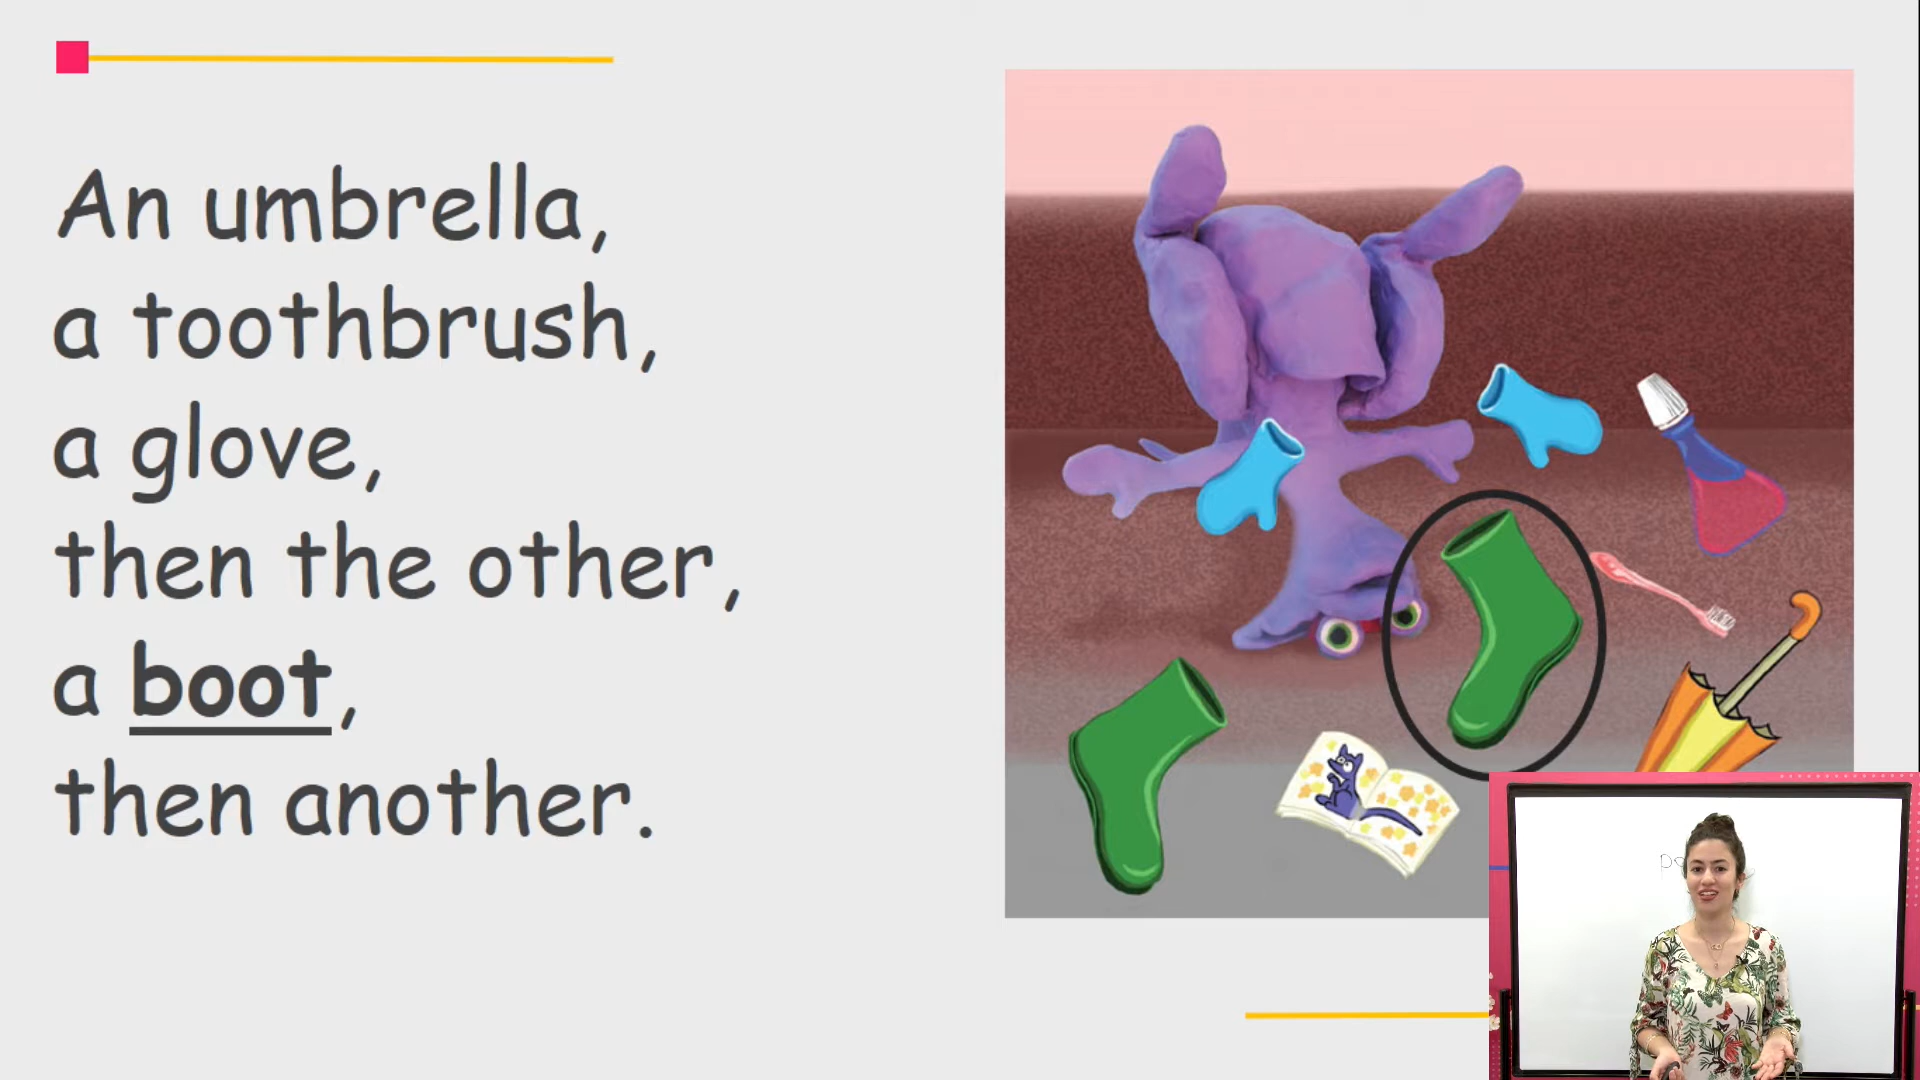 An umbrella,
a toothbrush,
a glove,
then the other,
a boot,
then another.